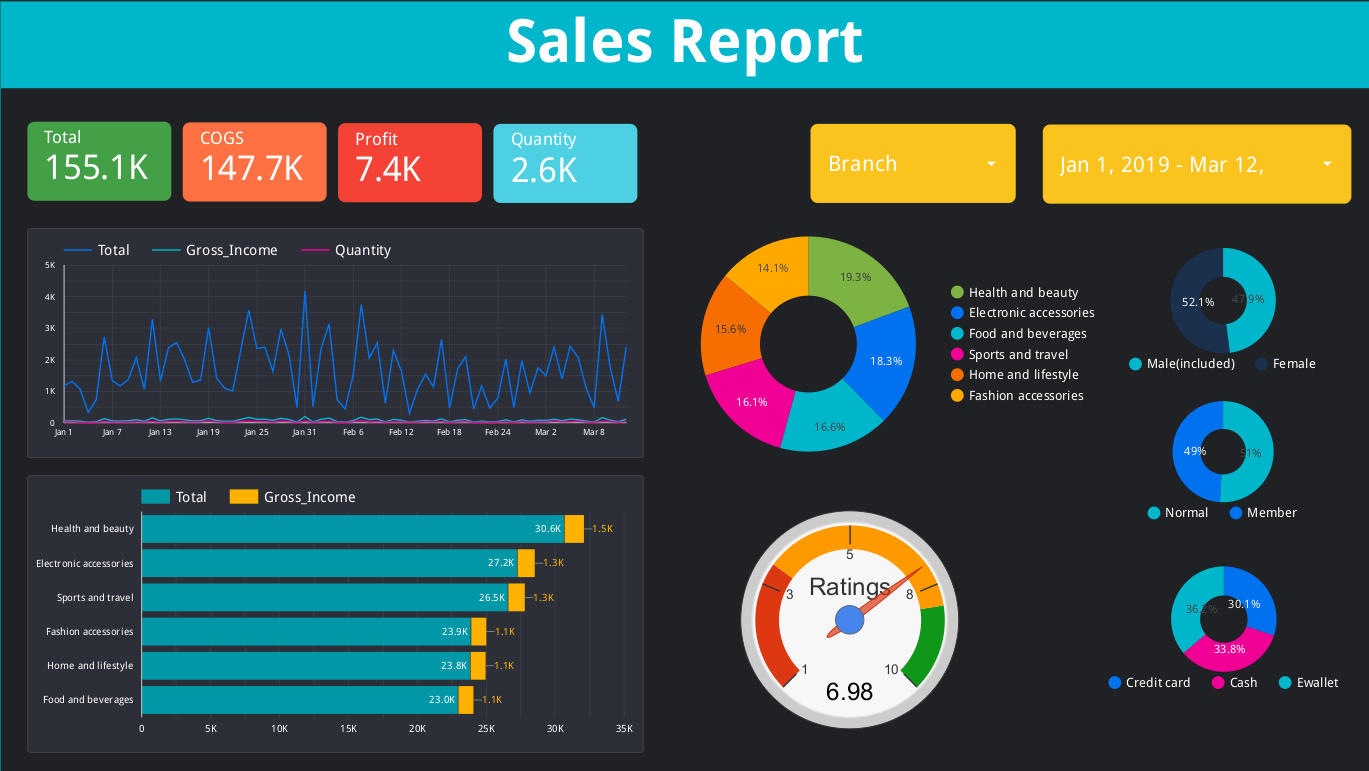 Sales Report
Total
155.1K
COGS
147.7K
Profit
7.4K
Quantity
2.6K
Branch
Jan 1, 2019 - Mar 12,
Total Gross_Income Quantity
5K
4K
3K
2K
1K
0
Jan 1 Jan 7 Jan 13 Jan 19 Jan 25 Jan 31 Feb 6 Feb 12 Feb 18 Feb 24 Mar 2 Mar 8
Total Gross_Income
Health and beauty 30.6K 1.5K
Electronic accessories 27.2K 1.3K
Sports and travel 26.5K 1.3K
Fashion accessories 23.9K 1.1K
Home and lifestyle 23.8K 1.1K
Food and beverages 23.0K 1.1K
0 5K 10K 15K 20K 25K 30K 35K
14.1% 19.3%
15.6% 18.3%
16.1% 16.6%
Health and beauty
Electronic accessories
Food and beverages
Sports and travel
Home and lifestyle
Fashion accessories
52.1% 47.9%
Male(included) Female
49% 51%
Normal Member
5
Ratings
3 8
1 10
6.98
36.2% 30.1%
33.8%
Credit card Cash Ewallet